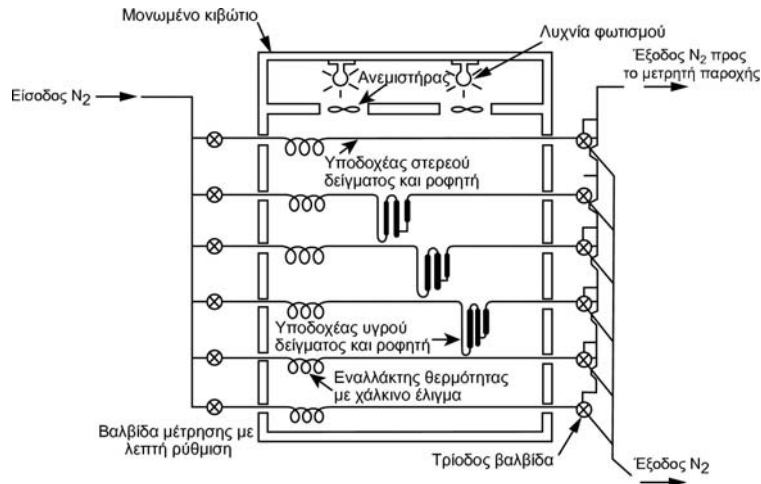 Μονωμένο κιβώτιο
Λυχνία φωτισμού
Έξοδος N2 προς
το μετρητή παροχής
Ανεμιστήρας
Είσοδος N2
Υποδοχέας στερεού
δείγματος και ροφητή
Υποδοχέας υγρού
δείγματος και ροφητή
Εναλλάκτης θερμότητας
με χάλκινο έλιγμα
Βαλβίδα μέτρησης με
λεπτή ρύθμιση
Τρίοδος βαλβίδα
Έξοδος N2